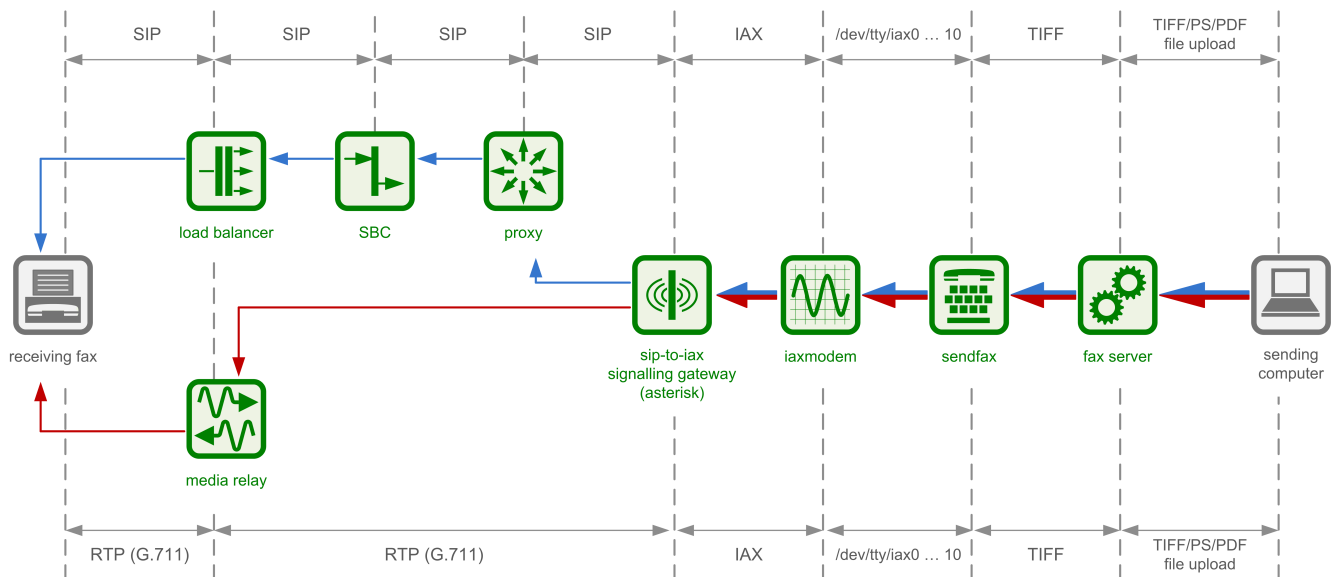 SIP
SIP
SIP
SIP
IAX
/dev/tty/iax0 ... 10
TIFF
TIFF/PS/PDF
file upload
load balancer
SBC
proxy
receiving fax
sip-to-iax
signalling gateway
(asterisk)
iaxmodem
sendfax
fax server
sending
computer
media relay
RTP (G.711)
RTP (G.711)
IAX
/dev/tty/iax0 ... 10
TIFF
TIFF/PS/PDF
file upload